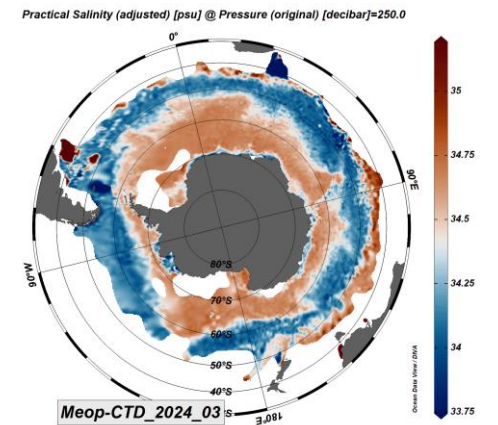 Practical Salinity (adjusted) [psu] @ Pressure (original) [decibar]=250.0
0°
35
34.75
90°E
34.5
90°W
80°S
34.25
70°S
60°S
34
50°S
40°S
Ocean Data View / DIVA
Meop-CTD_2024_03
°S
180°E
33.75